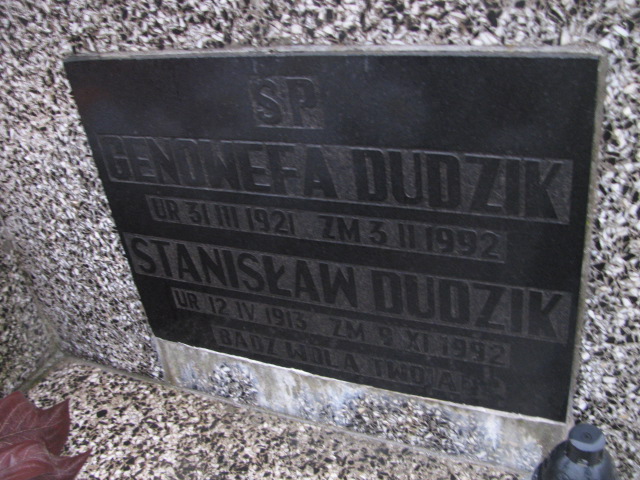 SP
GENOWEFA DUDZIK
UR 31 III 1921 ZM 3 II 1992
STANISŁAW DUDZIK
UR 12 IV 1913 ZM 9 XI 1992
BĄDŹ WOLA TWOJA